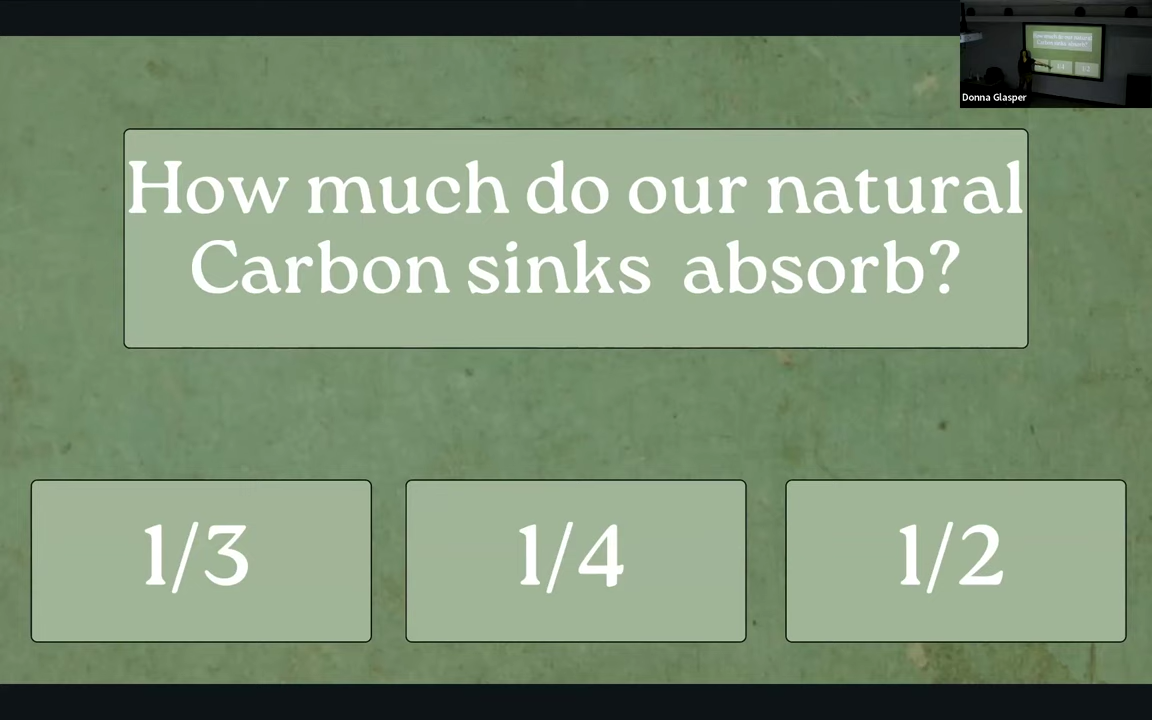 Donna Glasper
How much do our natural
Carbon sinks  absorb?
1/3
1/4
1/2